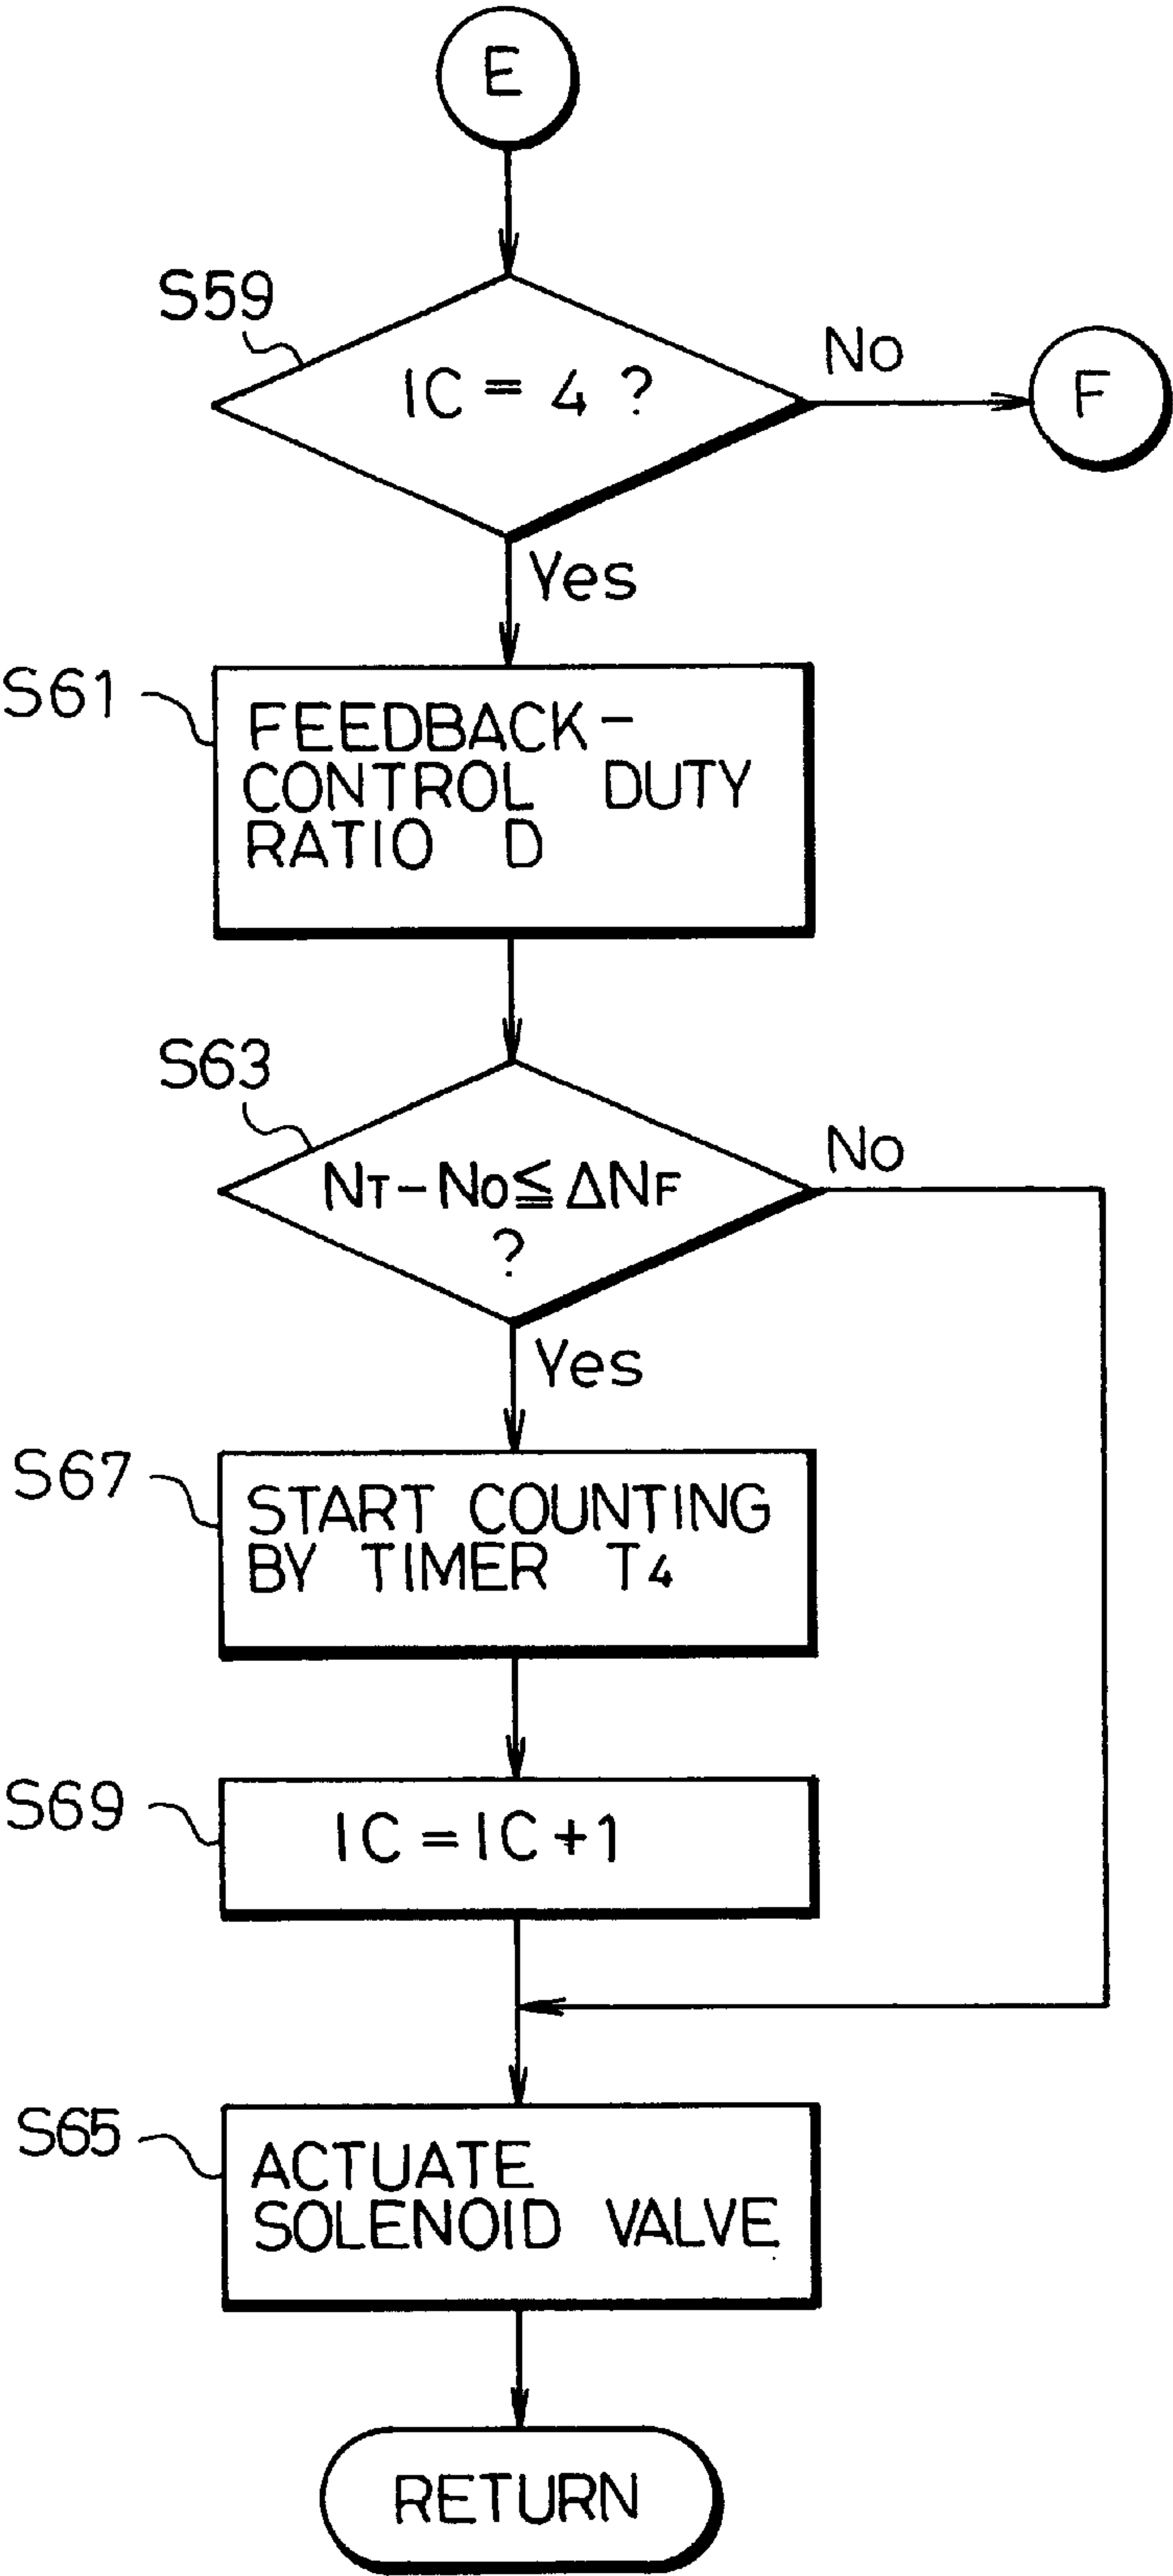 E
S59
IC = 4 ?
No
F
Yes
S61
FEEDBACK-
CONTROL DUTY
RATIO D
S63
NT-NO≦ΔNF
?
No
Yes
S67
START COUNTING
BY TIMER T4
S69
IC = IC + 1
S65
ACTUATE
SOLENOID VALVE
RETURN